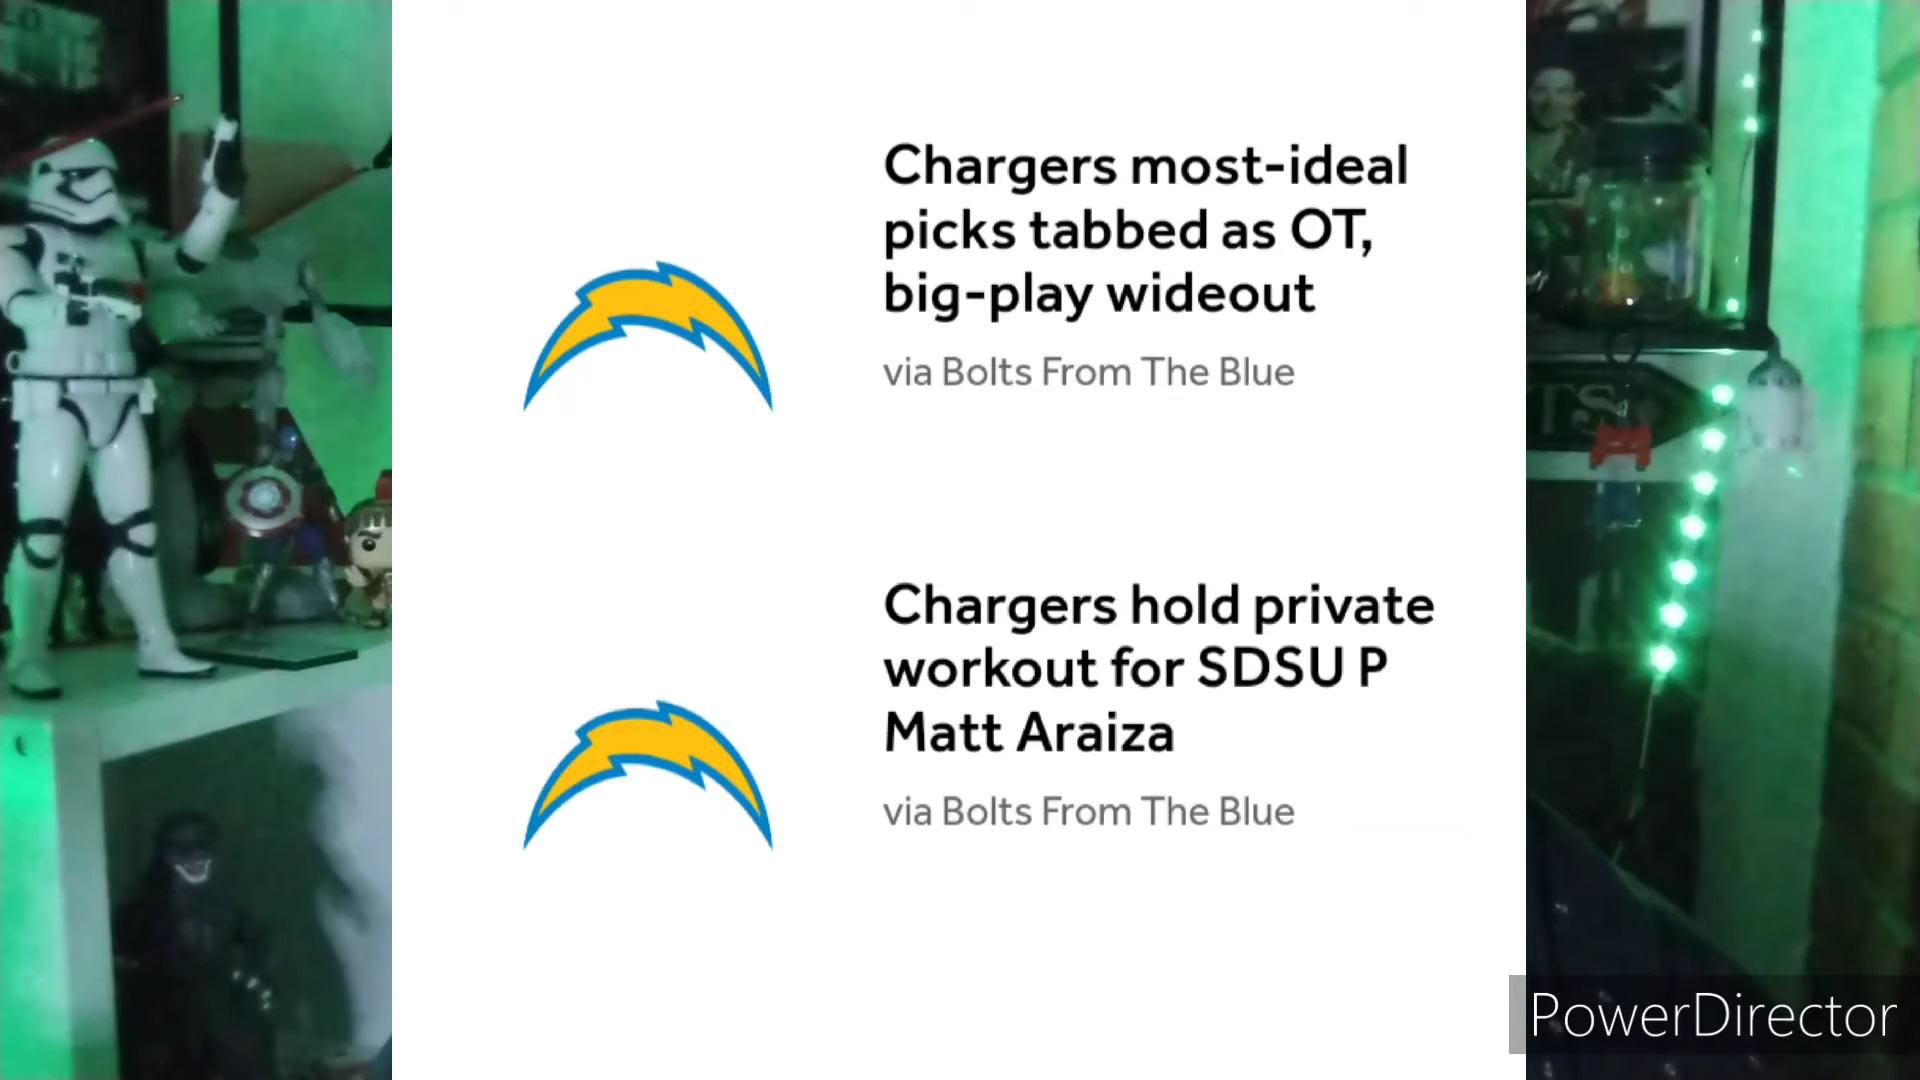 Chargers most-ideal
picks tabbed as OT,
big-play wideout
via Bolts From The Blue
Chargers hold private
workout for SDSU P
Matt Araiza
via Bolts From The Blue
TS
PowerDirector